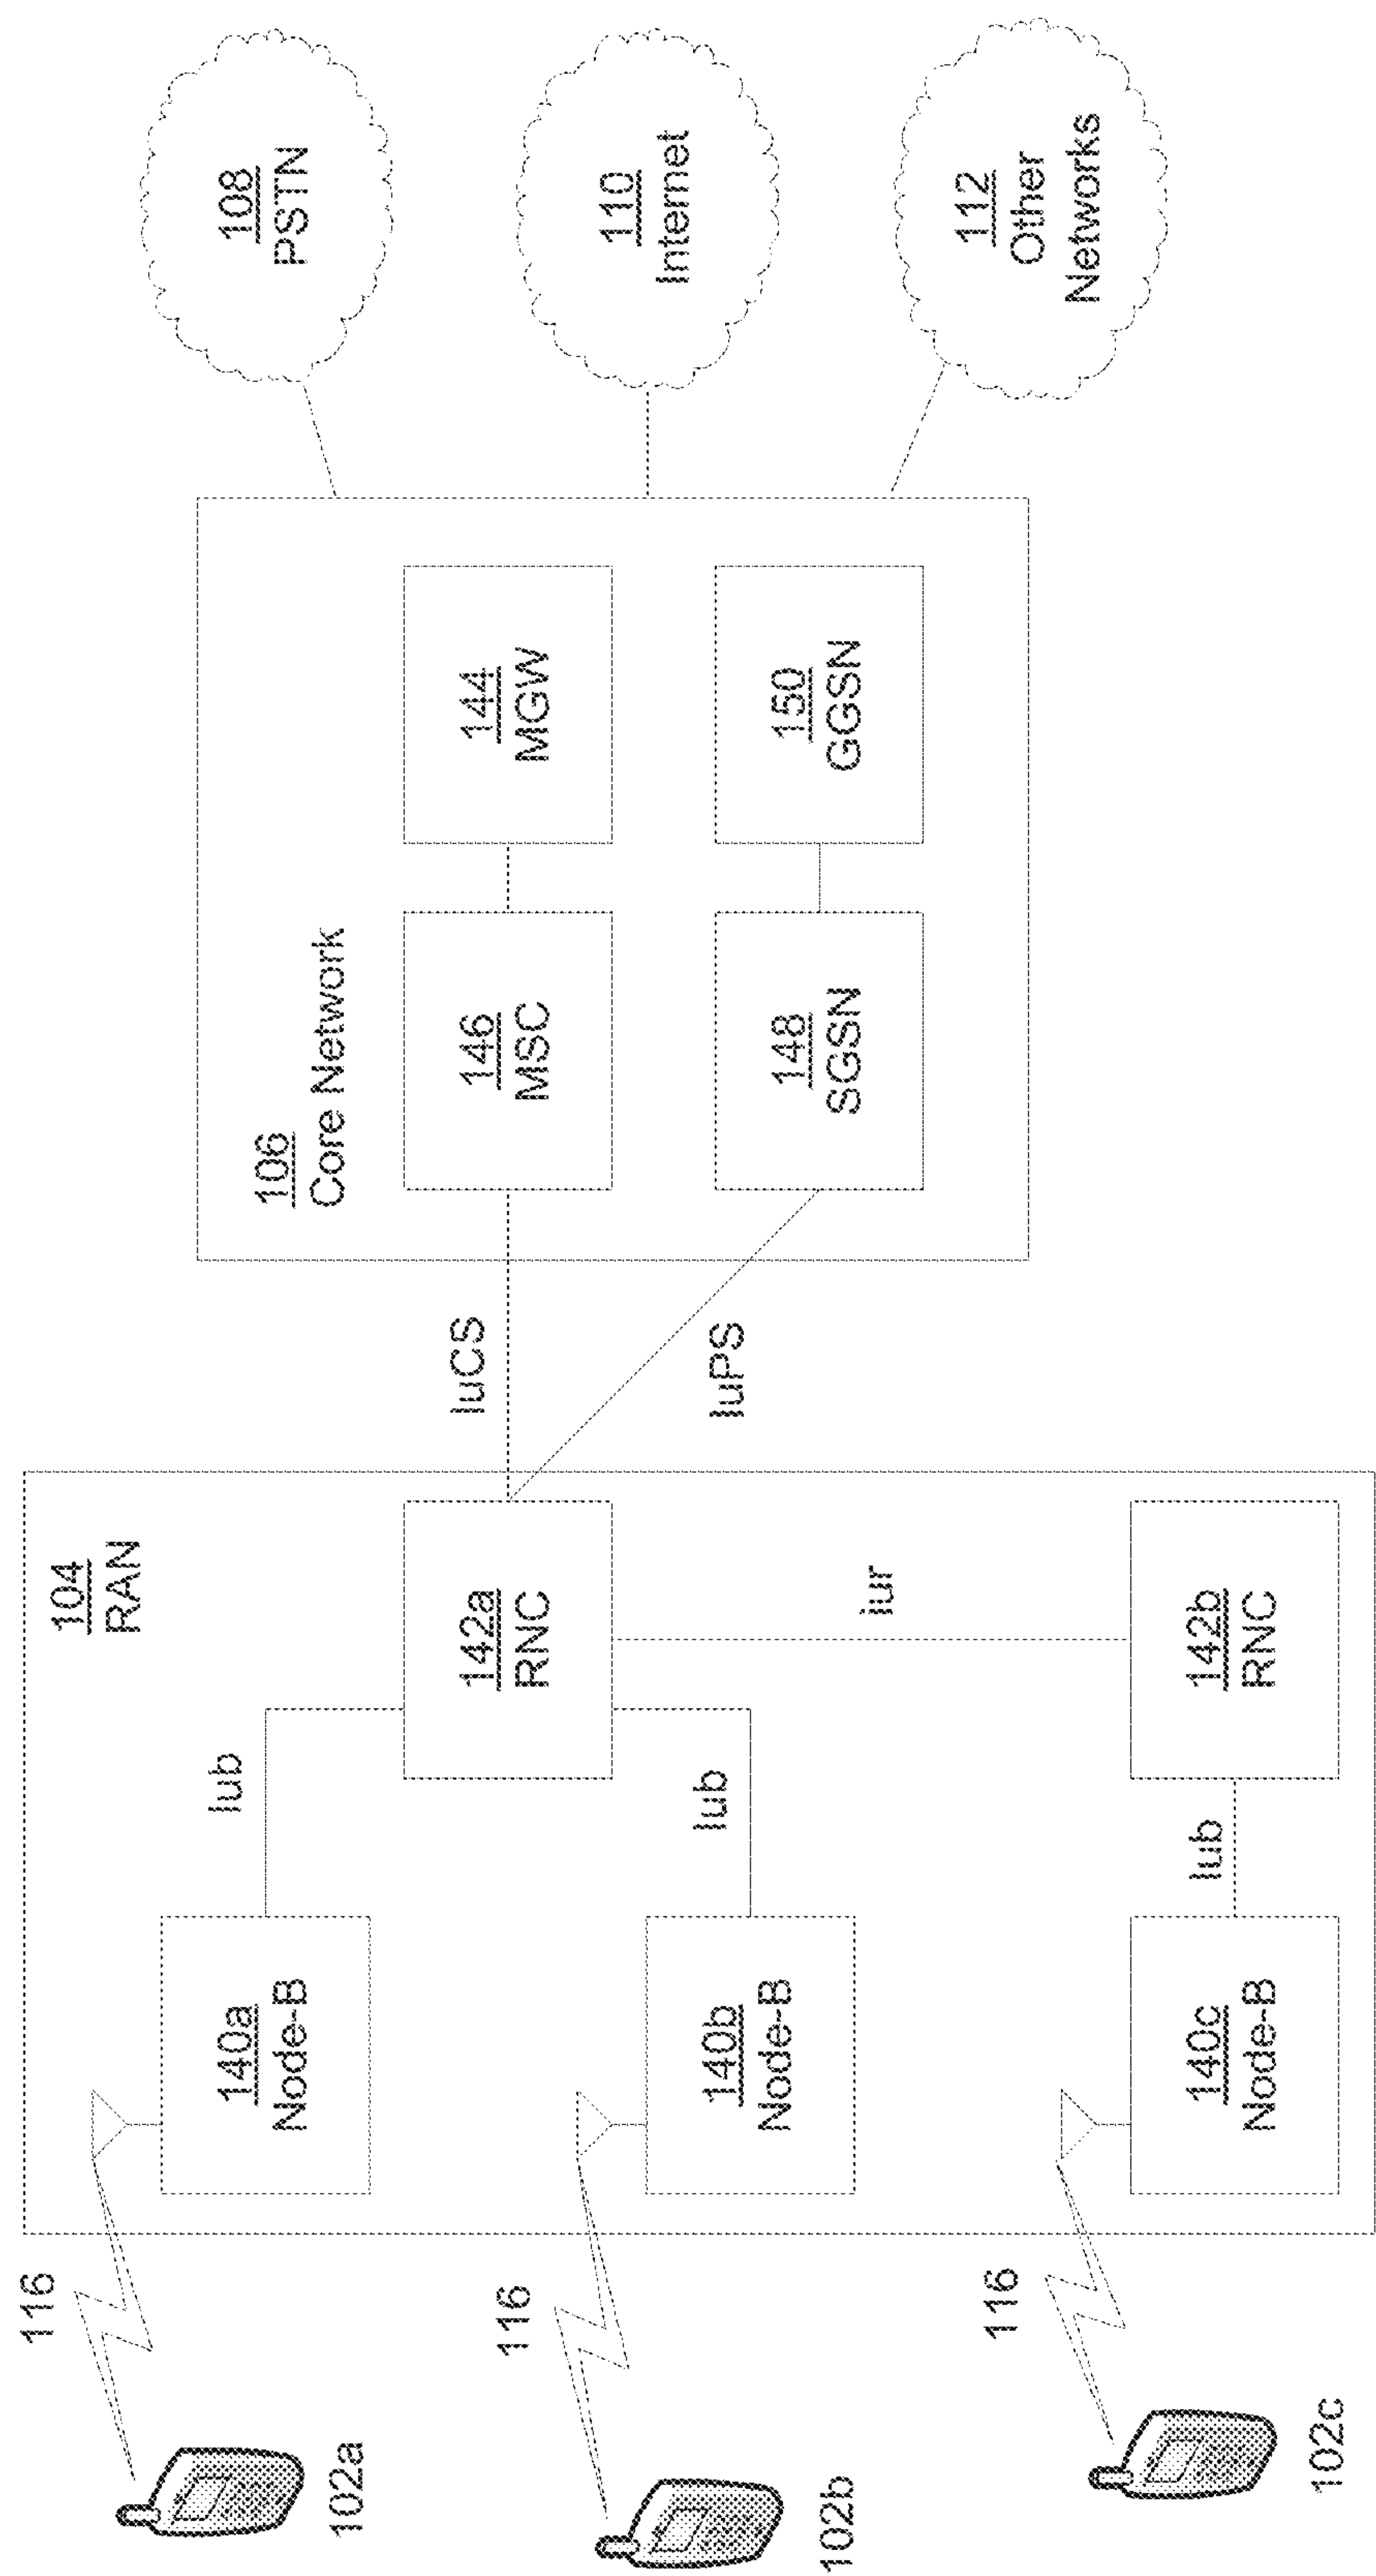 116
102a
116
102b
116
102c
104
RAN
140a
Node-B
140b
Node-B
140c
Node-B
Iub
Iub
Iub
142a
RNC
iur
142b
RNC
IuCS
IuPS
106
Core Network
146
MSC
144
MGW
148
SGSN
150
GGSN
108
PSTN
110
Internet
112
Other
Networks